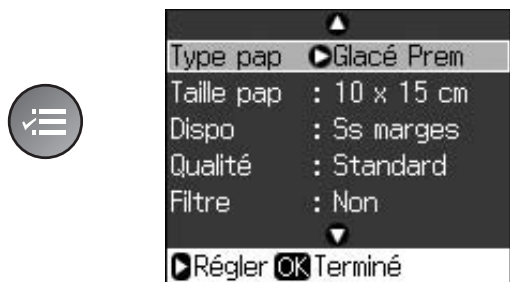 Type pap Glacé Prem
Taille pap : 10 x 15 cm
Dispo : Ss marges
Qualité : Standard
Filtre : Non
Régler OK Terminé